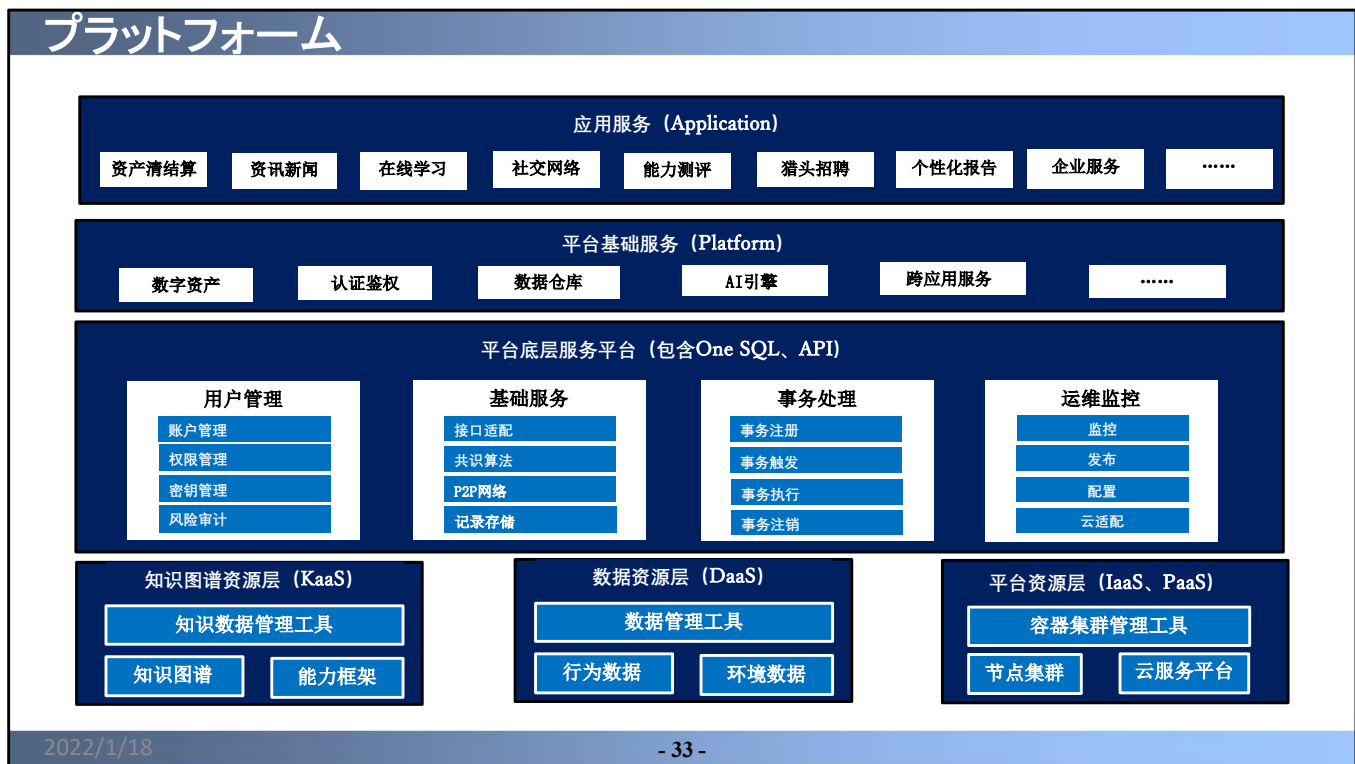 プラットフォーム
应用服务（Application）
资产清结算 资讯新闻 在线学习 社交网络 能力测评 猎头招聘 个性化报告 企业服务 ……
平台基础服务（Platform）
数字资产 认证鉴权 数据仓库 AI引擎 跨应用服务 ……
平台底层服务平台（包含One SQL、API）
用户管理
账户管理
权限管理
密钥管理
风险审计
基础服务
接口适配
共识算法
P2P网络
记录存储
事务处理
事务注册
事务触发
事务执行
事务注销
运维监控
监控
发布
配置
云适配
知识图谱资源层（KaaS）
知识数据管理工具
知识图谱 能力框架
数据资源层（DaaS）
数据管理工具
行为数据 环境数据
平台资源层（IaaS、PaaS）
容器集群管理工具
节点集群 云服务平台
2022/1/18
- 33 -